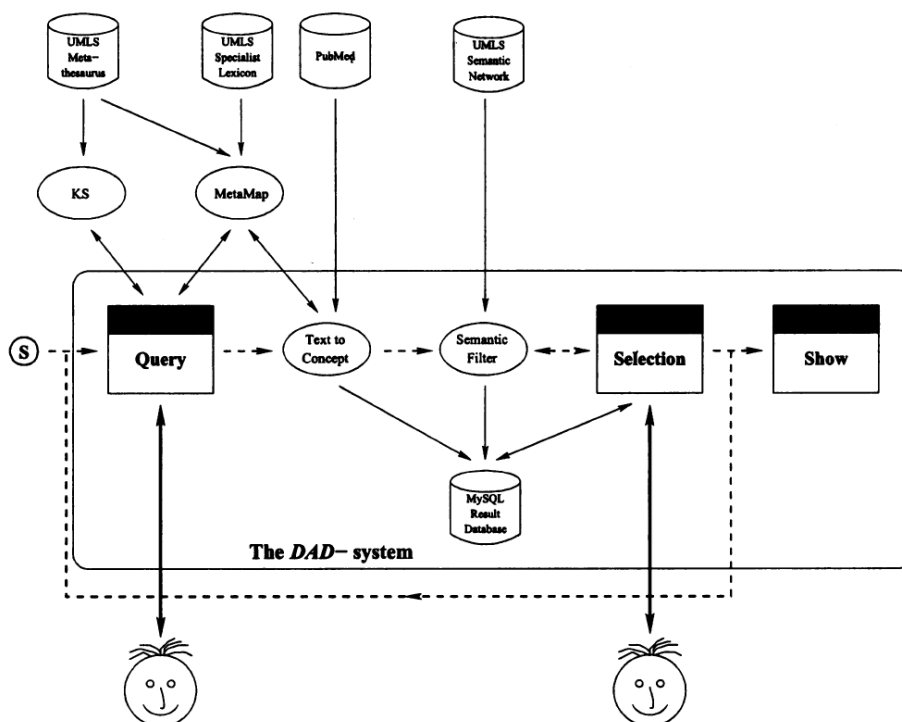 UMLS
Meta-
thesaurus
UMLS
Specialist
Lexicon
PubMed
UMLS
Semantic
Network
KS
MetaMap
S
Query
Text to
Concept
Semantic
Filter
Selection
Show
MySQL
Result
Database
The DAD- system